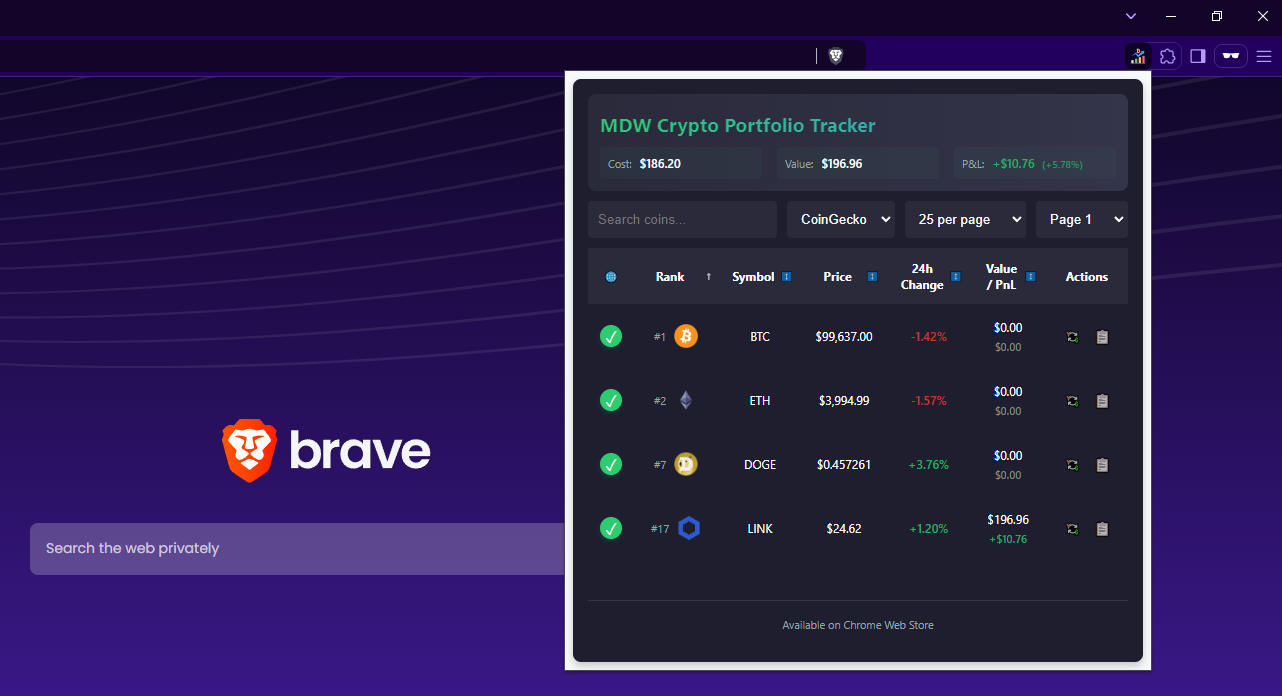 MDW Crypto Portfolio Tracker
Cost: $186.20 Value: $196.96 P&L: +$10.76 (+5.78%)
Search coins... CoinGecko 25 per page Page 1
Rank ↑ Symbol Price 24h Change Value / PnL Actions
#1 BTC $99,637.00 -1.42% $0.00
$0.00
#2 ETH $3,994.99 -1.57% $0.00
$0.00
#7 DOGE $0.457261 +3.76% $0.00
$0.00
#17 LINK $24.62 +1.20% $196.96
+$10.76
Available on Chrome Web Store
brave
Search the web privately